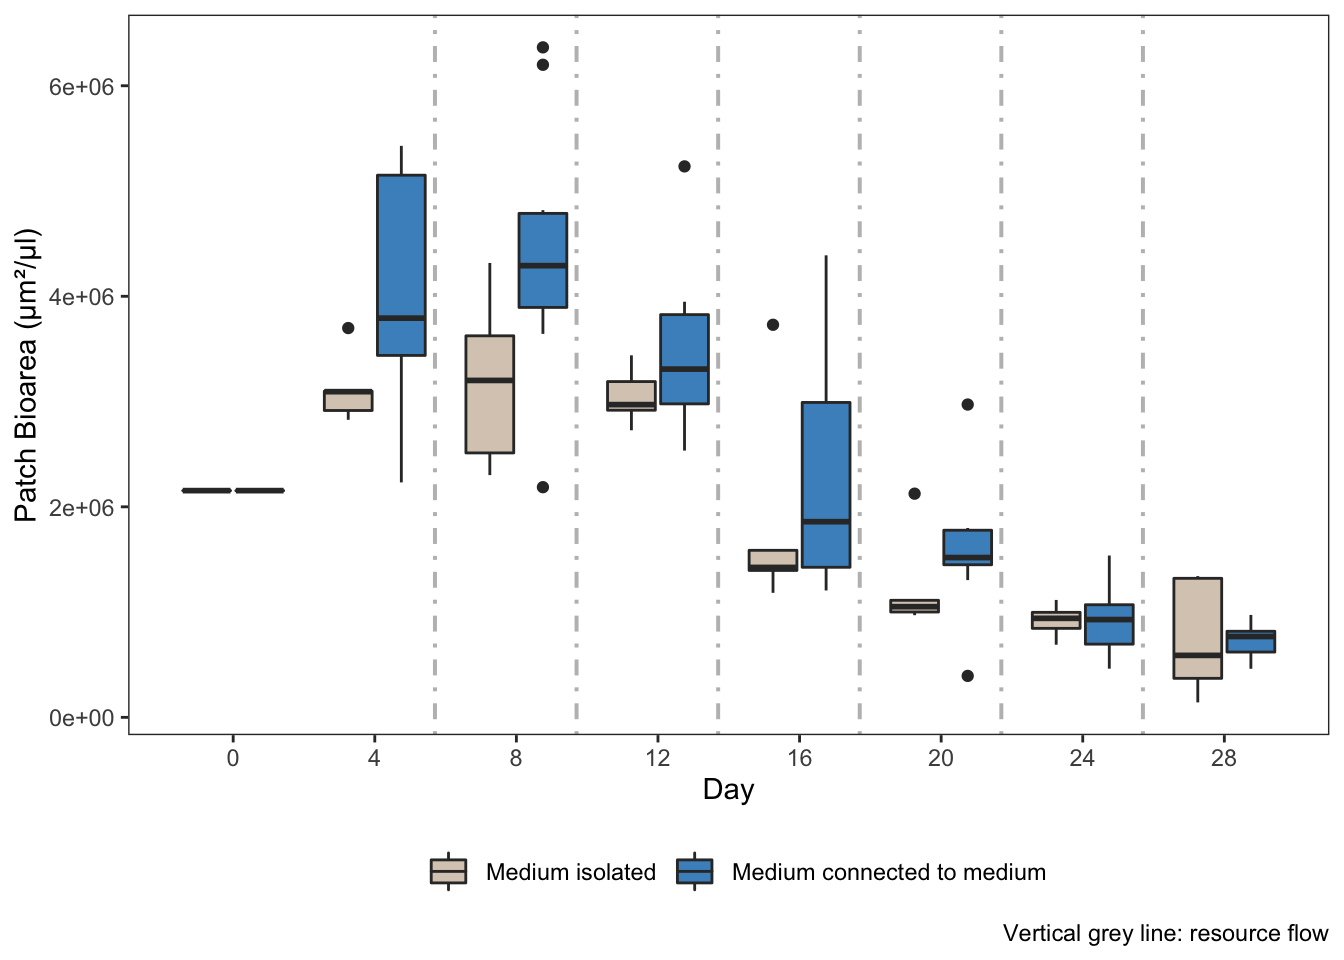 6e+06
4e+06
2e+06
0e+00
Patch Bioarea (μm²/μl)
0 4 8 12 16 20 24 28
Day
Medium isolated Medium connected to medium
Vertical grey line: resource flow